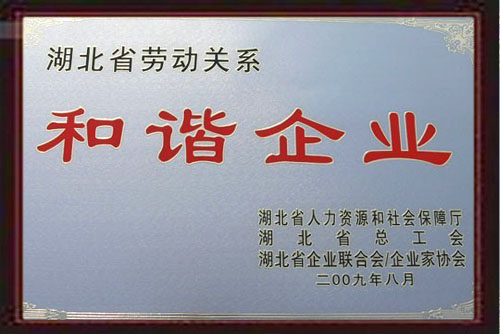 湖北省劳动关系
和谐企业
湖北省人力资源和社会保障厅
湖北省总工会
湖北省企业联合会/企业家协会
二00九年八月